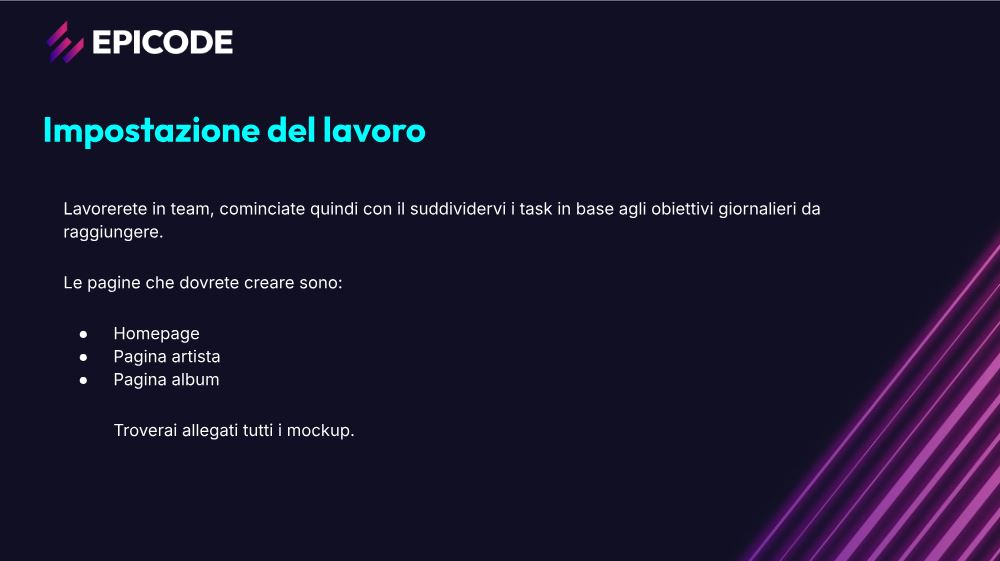 EPICODE
Impostazione del lavoro
Lavorerete in team, cominciate quindi con il suddividervi i task in base agli obiettivi giornalieri da
raggiungere.
Le pagine che dovrete creare sono:
● Homepage
● Pagina artista
● Pagina album
Troverai allegati tutti i mockup.